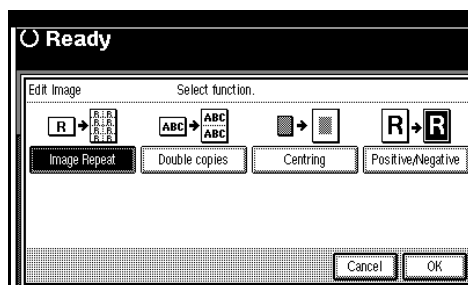 Ready
Edit Image Select function.
R R R R R R R R R ABC ABC ABC R R
Image Repeat Double copies Centring Positive/Negative
Cancel OK